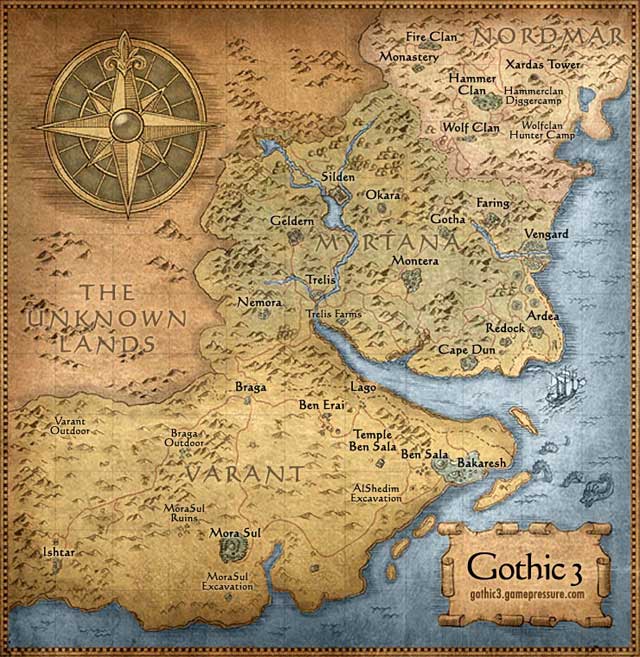 Fire Clan
NORDMAR
Monastery
Xardas Tower
Hammer
Clan
Hammerclan
Diggercamp
Wolf Clan
Wolfclan
Hunter Camp
Silden
Okara
Faring
Geldern
Gotha
MYRTANA
Vengard
Montera
Trelis
THE
UNKNOWN
LANDS
Nemora
Trelis Farms
Ardea
Redock
Cape Dun
Braga
Lago
Ben Erai
Varant
Outdoor
Braga
Outdoor
Temple
Ben Sala
Ben Sala
Bakaresh
VARANT
AlShedim
Excavation
MoraSul
Ruins
Mora Sul
Ishtar
MoraSul
Excavation
Gothic 3
gothic3.gamepressure.com